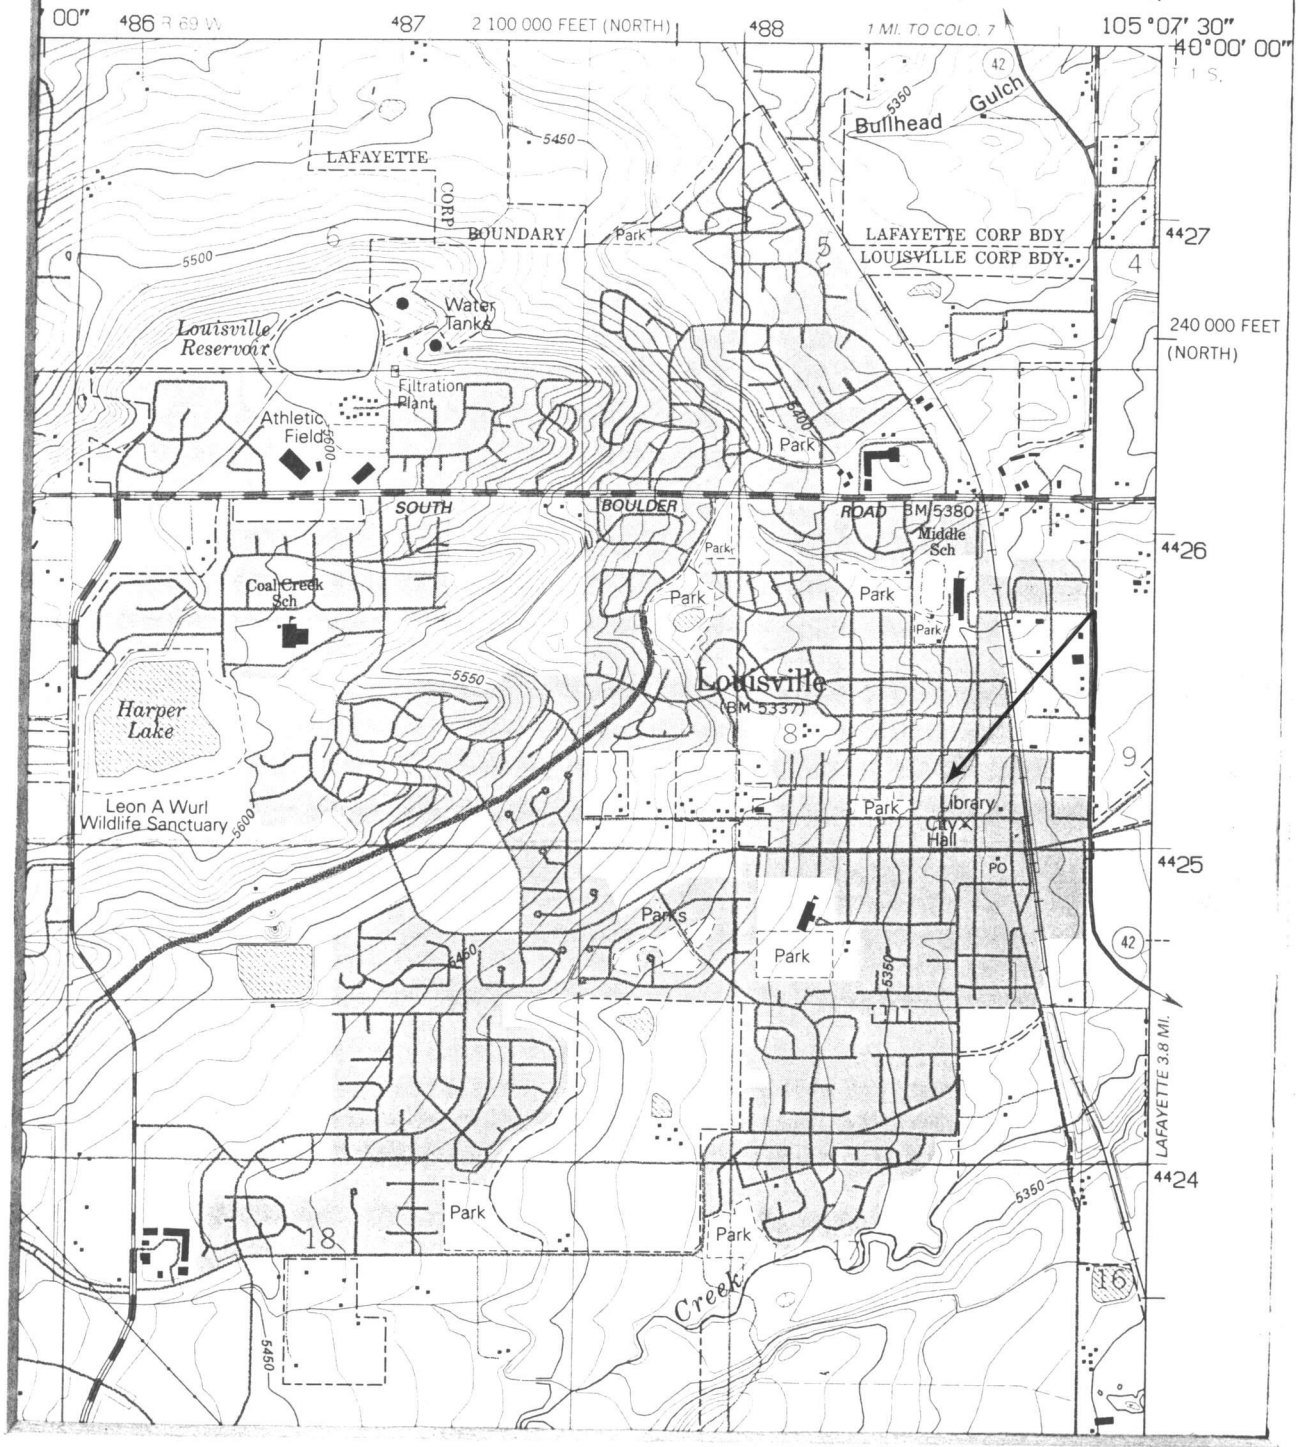 00" 486 R 69 W. 487 2 100 000 FEET (NORTH) 488 1 MI. TO COLO. 7 105°07' 30"
40°00' 00"
T. 1 S.
42
5350
Gulch
Bullhead
5450
LAFAYETTE
CORP
BOUNDARY
Park
6
5
LAFAYETTE CORP BDY
LOUISVILLE CORP BDY
4427
4
5500
Water
Tanks
Louisville
Reservoir
240 000 FEET
(NORTH)
Filtration
Plant
Athletic
Field
5600
5400
Park
SOUTH BOULDER ROAD BM 5380
Middle
Sch
4426
Park
Coal Creek
Sch
Park
Park
Park
5550
Louisville
(BM 5337)
8
Harper
Lake
9
Leon A Wurl
Wildlife Sanctuary
5600
Park
Library
City
Hall
4425
PO
Parks
42
Park
5450
5350
LAFAYETTE 3.8 MI.
4424
5350
Park
Park
18
16
Creek
5450